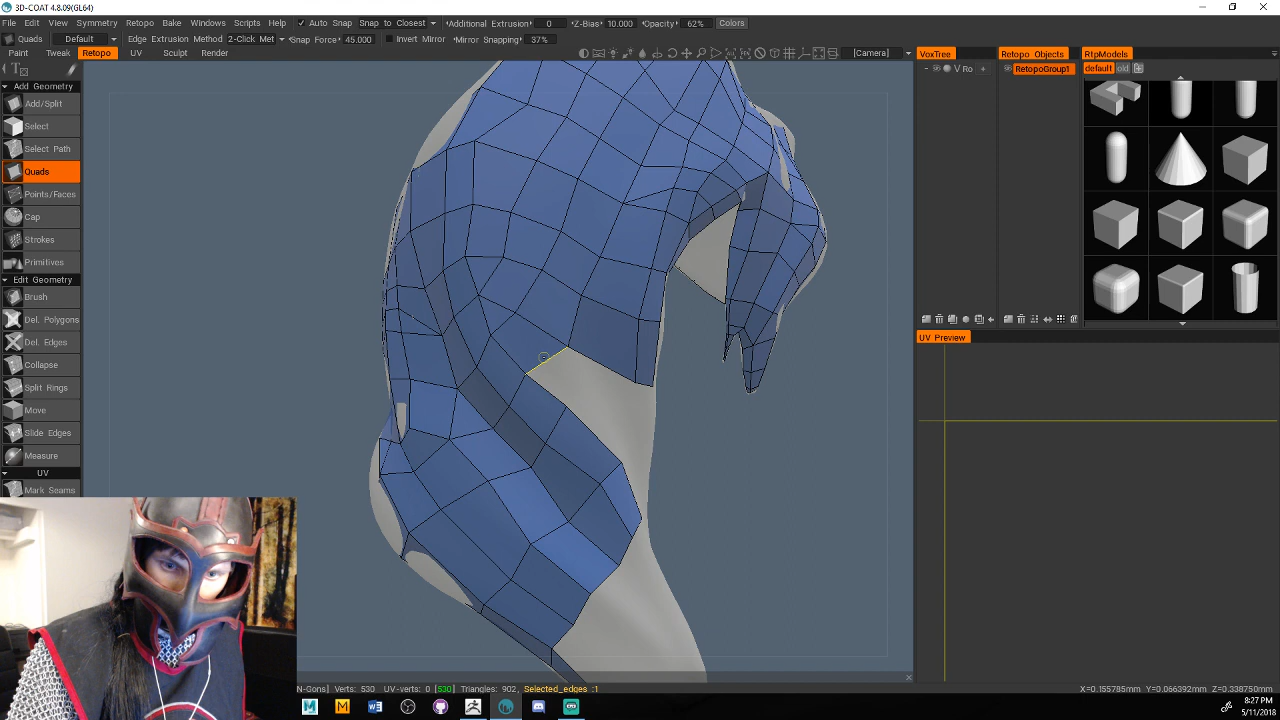 3D-COAT 4.8.09(GL64)
File View Symmetry Retopo Bake Windows Scripts Help Auto Snap Snap to Closest Additional Extrusion 0 Z-Bias 10.000 Opacity 62% Colors
Quads Default Edge Extrusion Method 2-Click Met Snap Force 45.000 Invert Mirror Mirror Snapping 37%
Paint Tweak Retopo UV Sculpt Render [Camera] VoxTree Retopo Objects RtpModels
V Ro RetopoGroup1 default old
Add Geometry
Add/Split
Select
Select Path
Quads
Points/Faces
Cap
Strokes
Primitives
Edit Geometry
Brush
Del. Polygons
Del. Edges
Collapse
Split Rings
Move
Slide Edges
Measure
UV
Mark Seams
UV Preview
N-Gons] Verts: 530 UV-verts: 0 [530] Triangles: 902, Selected_edges :1
X=0.155785mm Y=0.066392mm Z=0.338750mm
8:27 PM
5/11/2018